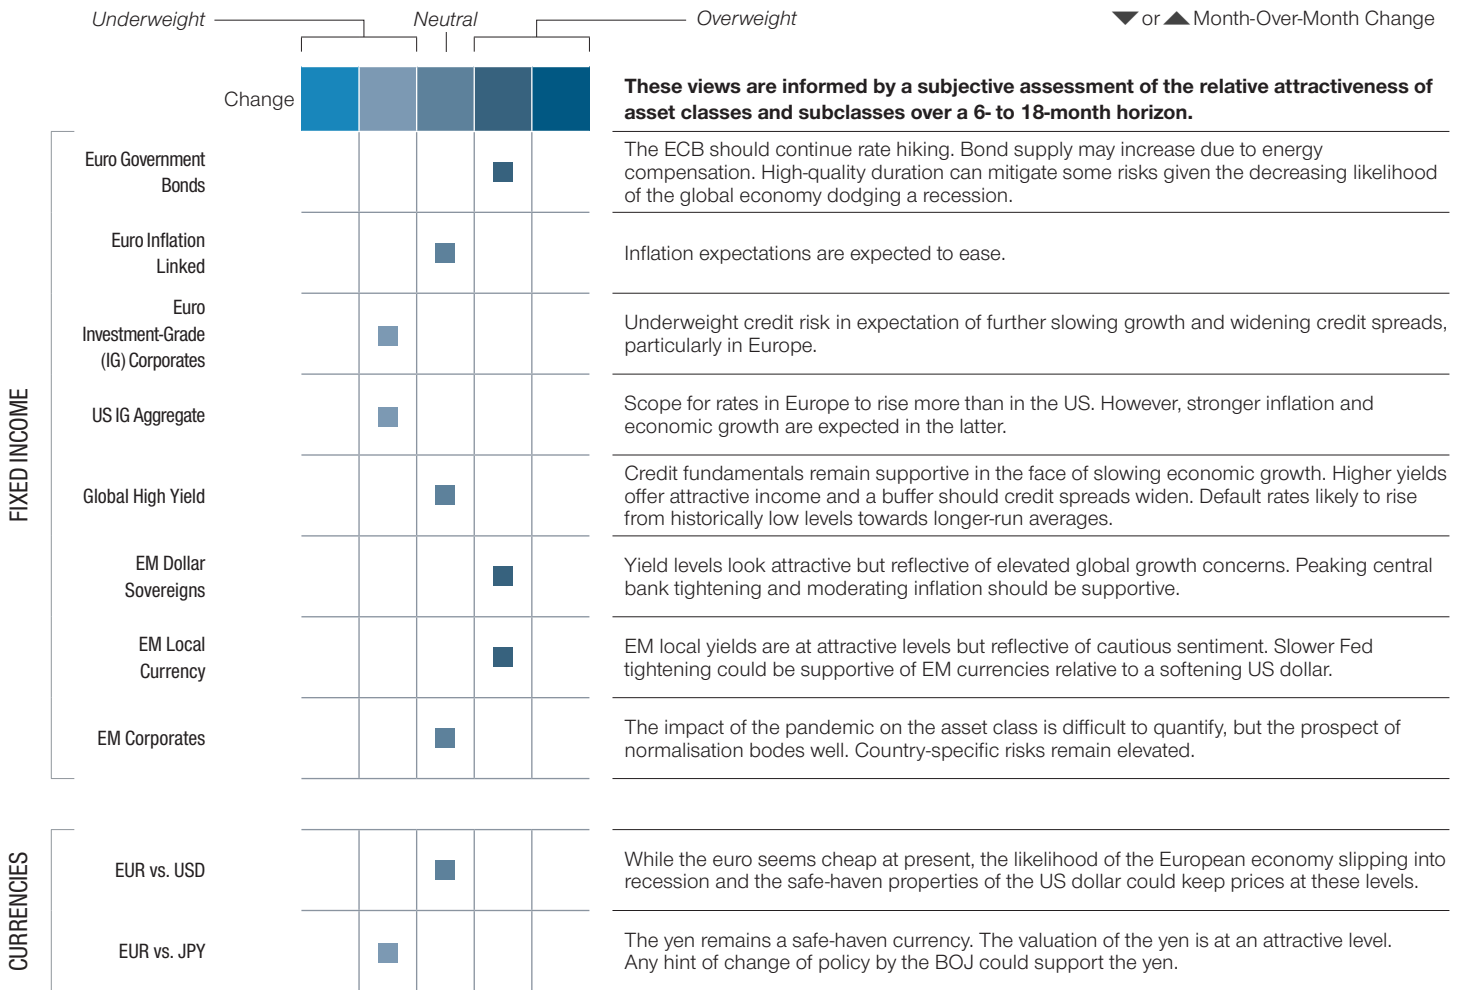 Underweight
Neutral
Overweight
▼ or ▲ Month-Over-Month Change
Change
These views are informed by a subjective assessment of the relative attractiveness of
asset classes and subclasses over a 6- to 18-month horizon.
FIXED INCOME
Euro Government
Bonds
The ECB should continue rate hiking. Bond supply may increase due to energy
compensation. High-quality duration can mitigate some risks given the decreasing likelihood
of the global economy dodging a recession.
Euro Inflation
Linked
Inflation expectations are expected to ease.
Euro
Investment-Grade
(IG) Corporates
Underweight credit risk in expectation of further slowing growth and widening credit spreads,
particularly in Europe.
US IG Aggregate
Scope for rates in Europe to rise more than in the US. However, stronger inflation and
economic growth are expected in the latter.
Global High Yield
Credit fundamentals remain supportive in the face of slowing economic growth. Higher yields
offer attractive income and a buffer should credit spreads widen. Default rates likely to rise
from historically low levels towards longer-run averages.
EM Dollar
Sovereigns
Yield levels look attractive but reflective of elevated global growth concerns. Peaking central
bank tightening and moderating inflation should be supportive.
EM Local
Currency
EM local yields are at attractive levels but reflective of cautious sentiment. Slower Fed
tightening could be supportive of EM currencies relative to a softening US dollar.
EM Corporates
The impact of the pandemic on the asset class is difficult to quantify, but the prospect of
normalisation bodes well. Country-specific risks remain elevated.
CURRENCIES
EUR vs. USD
While the euro seems cheap at present, the likelihood of the European economy slipping into
recession and the safe-haven properties of the US dollar could keep prices at these levels.
EUR vs. JPY
The yen remains a safe-haven currency. The valuation of the yen is at an attractive level.
Any hint of change of policy by the BOJ could support the yen.